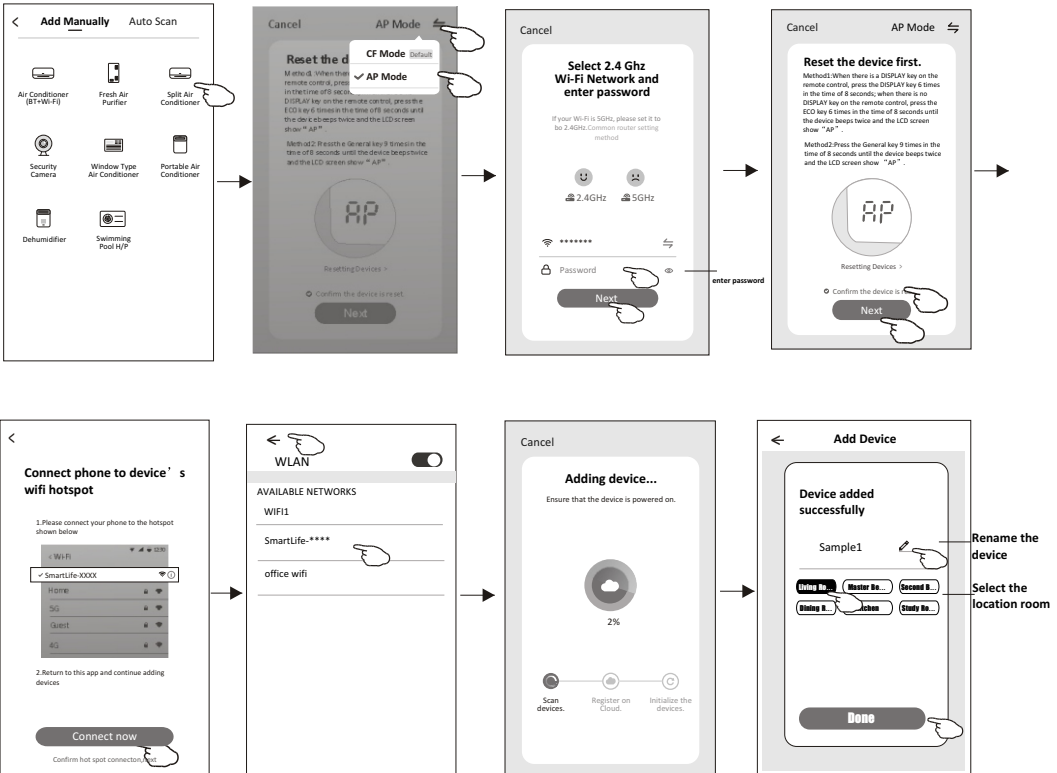 Add Manually Auto Scan
Air Conditioner
(BT+Wi-Fi)
Fresh Air
Purifier
Split Air
Conditioner
Security
Camera
Window Type
Air Conditioner
Portable Air
Conditioner
Dehumidifier
Swimming
Pool H/P
Cancel AP Mode
CF Mode Default
AP Mode
Reset the d
Method1:When then
remote control, press
in the time of 8 secon
DISPLAY key on the remote control, press the
ECO key 6 times in the time of 8 seconds until
the device beeps twice and the LCD screen
show “AP”.
Method2: Press the General key 9 times in the
time of 8 seconds until the device beeps twice
and the LCD screen show “AP”.
AP
Resetting Devices >
Confirm the device is reset.
Next
Cancel
Select 2.4 Ghz
Wi-Fi Network and
enter password
If your Wi-Fi is 5GHz, please set it to
bo 2.4GHz.Common router setting
method
2.4GHz 5GHz
*******
Password
enter password
Next
Cancel AP Mode
Reset the device first.
Method1:When there is a DISPLAY key on the
remote control, press the DISPLAY key 6 times
in the time of 8 seconds; when there is no
DISPLAY key on the remote control, press the
ECO key 6 times in the time of 8 seconds until
the device beeps twice and the LCD screen
show “AP”.
Method2:Press the General key 9 times in the
time of 8 seconds until the device beeps twice
and the LCD screen show “AP”.
AP
Resetting Devices >
Confirm the device is re
Next
Connect phone to device’s
wifi hotspot
1.Please connect your phone to the hotspot
shown below
Wi-Fi
SmartLife-XXXX
Home
5G
Guest
4G
2.Return to this app and continue adding
devices
Connect now
Confirm hot spot connecton,next
WLAN
AVAILABLE NETWORKS
WIFI1
SmartLife-****
office wifi
Cancel
Adding device...
Ensure that the device is powered on.
2%
Scan
devices.
Register on
Cloud.
Initialize the
devices.
Add Device
Device added
successfully
Sample1
Rename the
device
Living Ro... Master Be... Second B...
Dining R... tchen Study Ro...
Select the
location room
Done